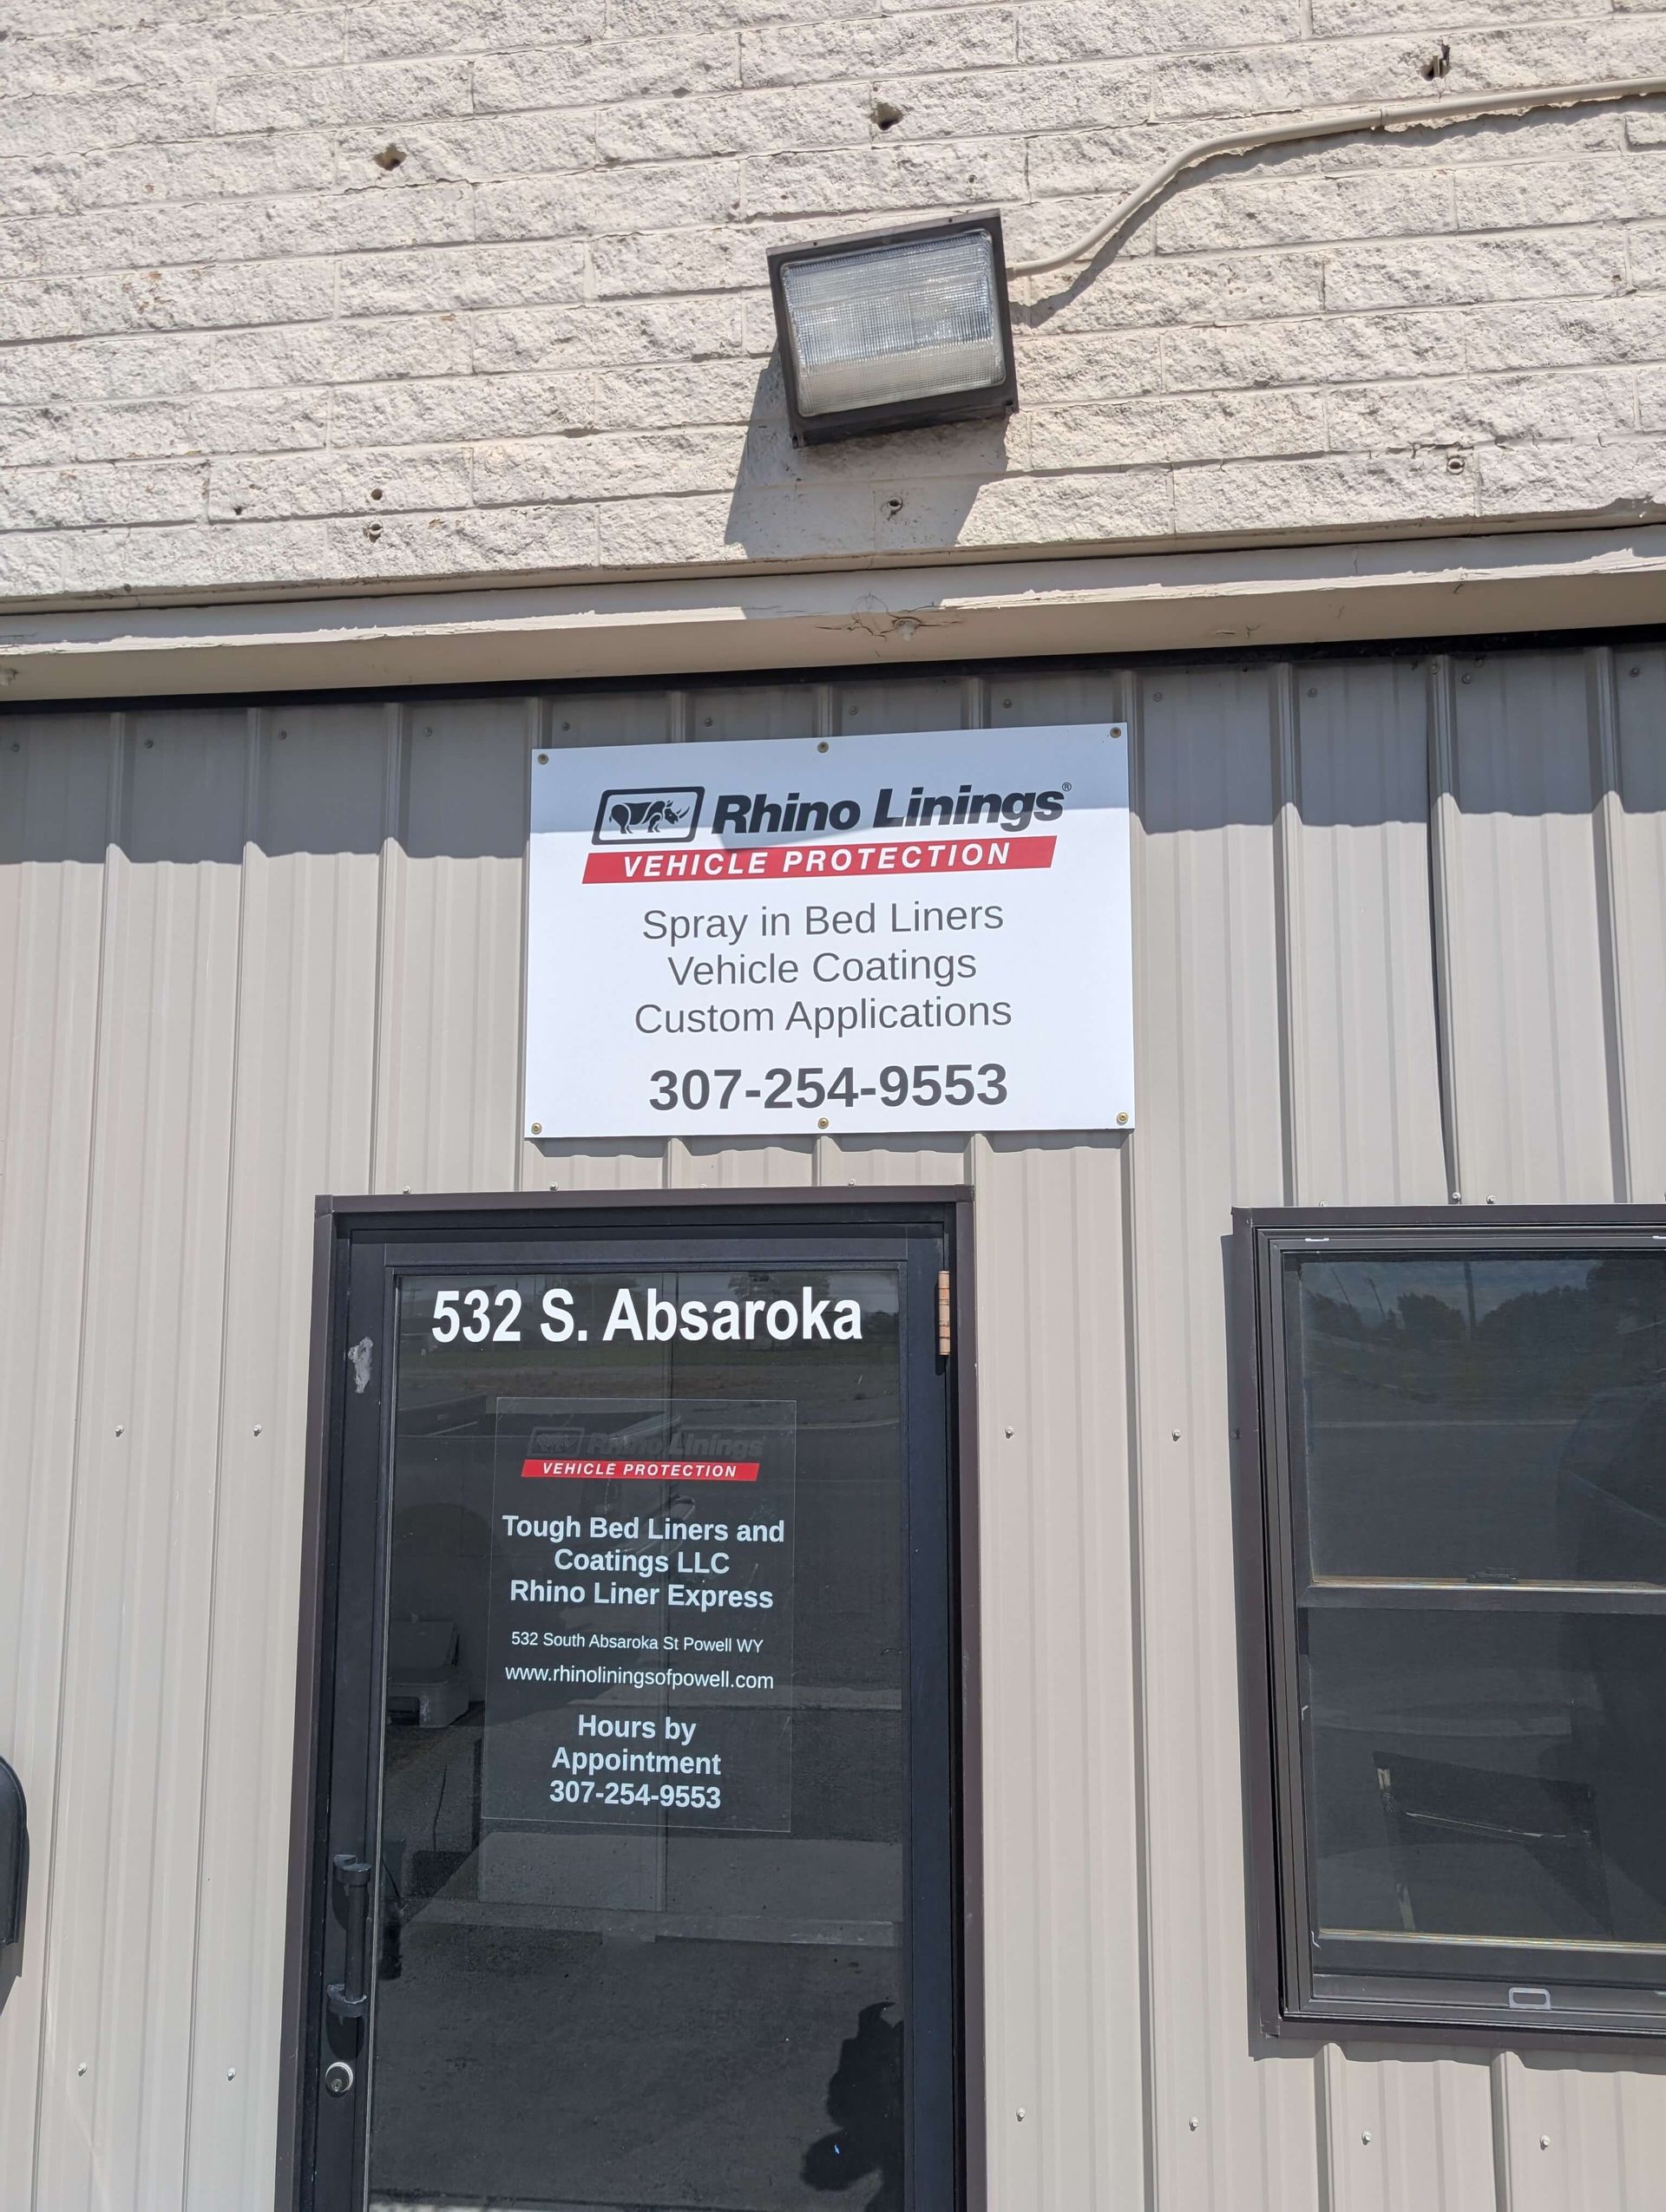 Rhino Linings®
VEHICLE PROTECTION
Spray in Bed Liners
Vehicle Coatings
Custom Applications
307-254-9553
532 S. Absaroka
Rhino Linings
VEHICLE PROTECTION
Tough Bed Liners and
Coatings LLC
Rhino Liner Express
532 South Absaroka St Powell WY
www.rhinoliningsofpowell.com
Hours by
Appointment
307-254-9553